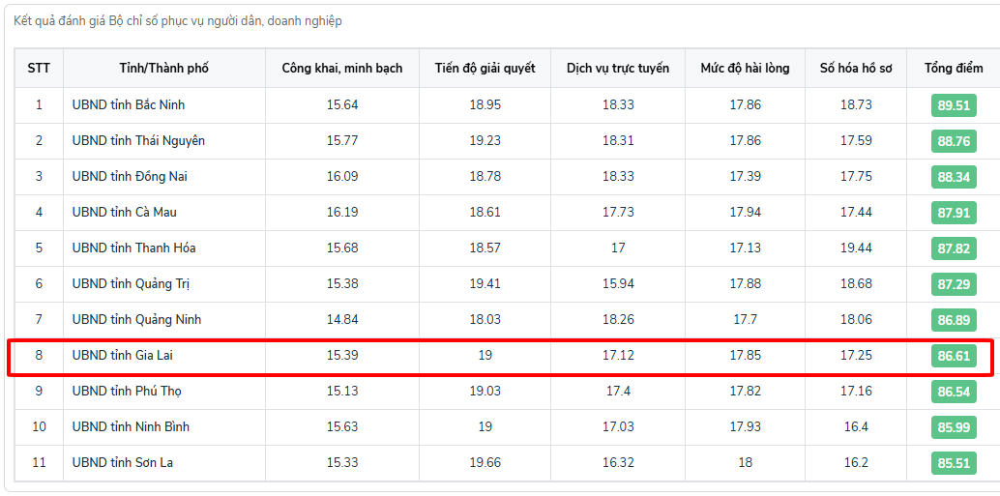 Kết quả đánh giá Bộ chỉ số phục vụ người dân, doanh nghiệp
STT Tỉnh/Thành phố Công khai, minh bạch Tiến độ giải quyết Dịch vụ trực tuyến Mức độ hài lòng Số hóa hồ sơ Tổng điểm
1 UBND tỉnh Bắc Ninh 15.64 18.95 18.33 17.86 18.73 89.51
2 UBND tỉnh Thái Nguyên 15.77 19.23 18.31 17.86 17.59 88.76
3 UBND tỉnh Đồng Nai 16.09 18.78 18.33 17.39 17.75 88.34
4 UBND tỉnh Cà Mau 16.19 18.61 17.73 17.94 17.44 87.91
5 UBND tỉnh Thanh Hóa 15.68 18.57 17 17.13 19.44 87.82
6 UBND tỉnh Quảng Trị 15.38 19.41 15.94 17.88 18.68 87.29
7 UBND tỉnh Quảng Ninh 14.84 18.03 18.26 17.7 18.06 86.89
8 UBND tỉnh Gia Lai 15.39 19 17.12 17.85 17.25 86.61
9 UBND tỉnh Phú Thọ 15.13 19.03 17.4 17.82 17.16 86.54
10 UBND tỉnh Ninh Bình 15.63 19 17.03 17.93 16.4 85.99
11 UBND tỉnh Sơn La 15.33 19.66 16.32 18 16.2 85.51